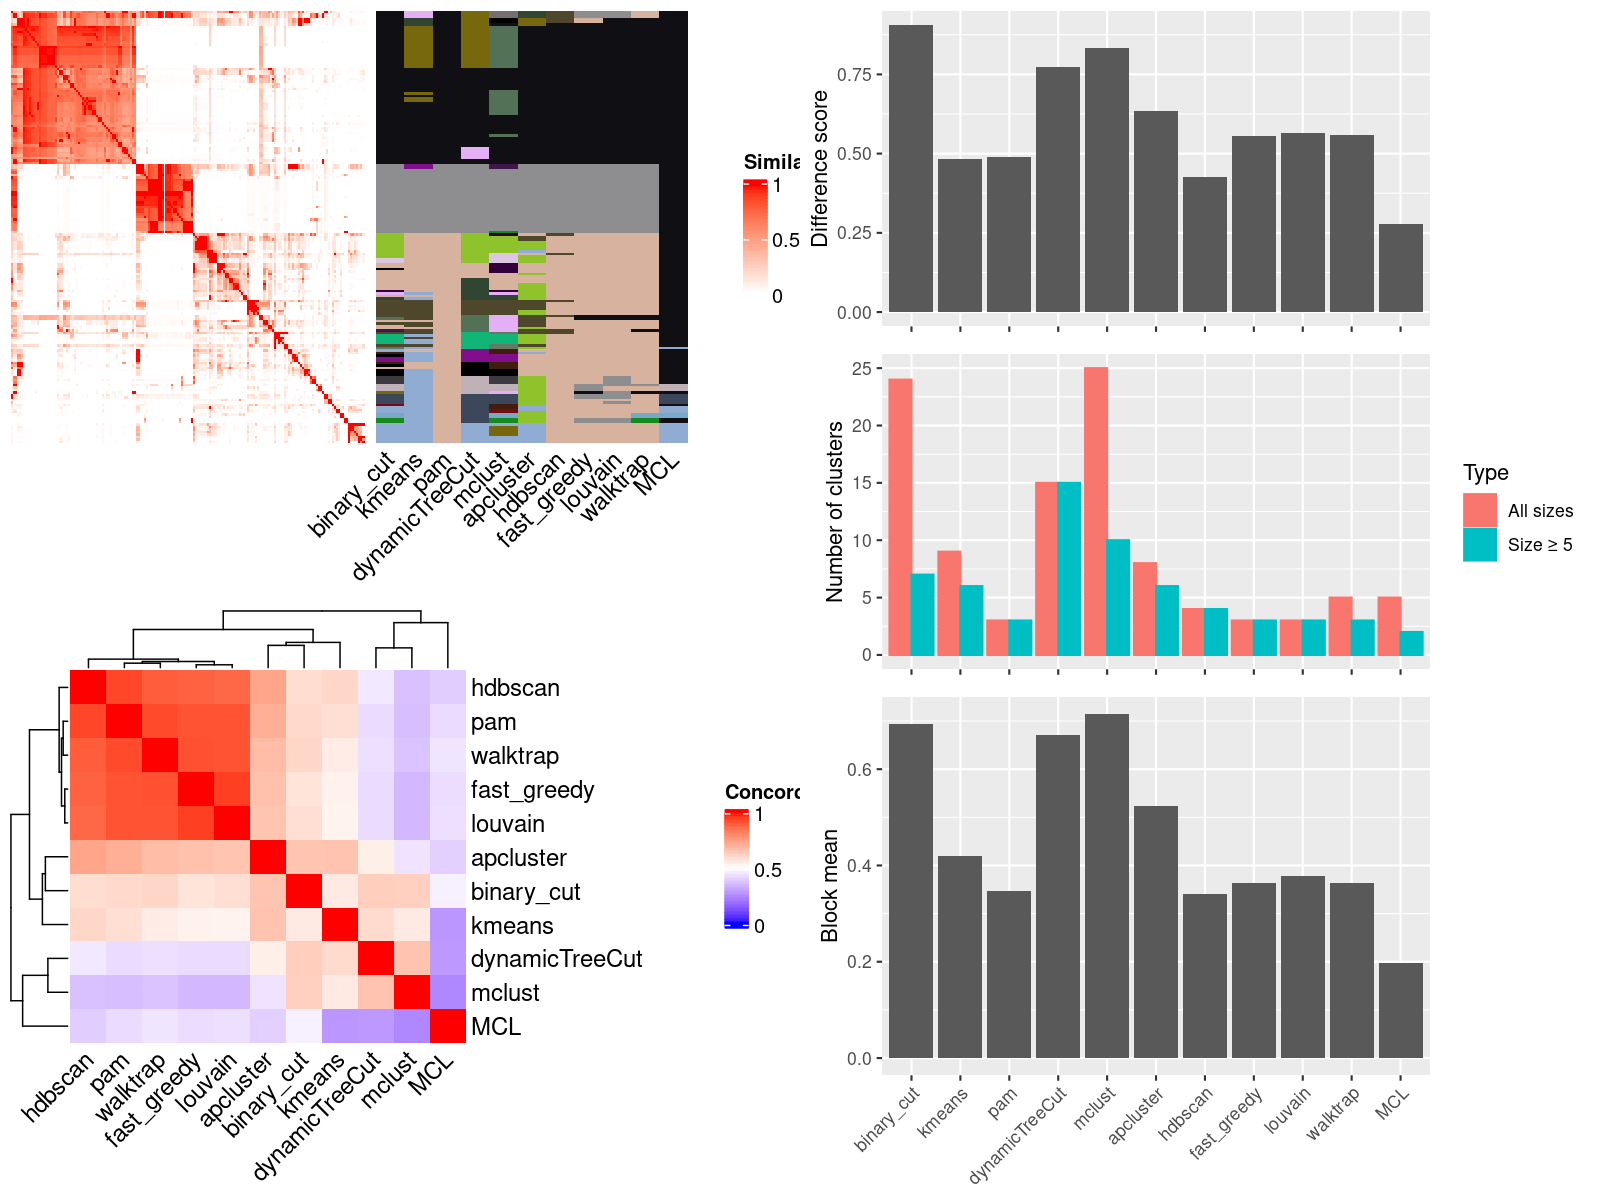 Simila
1
0.5
0
binary_cut
kmeans
pam
dynamicTreeCut
mclust
apcluster
hdbscan
fast_greedy
louvain
walktrap
MCL
hdbscan
pam
walktrap
fast_greedy
louvain
apcluster
binary_cut
kmeans
dynamicTreeCut
mclust
MCL
hdbscan
pam
walktrap
fast_greedy
louvain
apcluster
binary_cut
kmeans
dynamicTreeCut
mclust
MCL
Concord
1
0.5
0
Difference score
0.75
0.50
0.25
0.00
Number of clusters
25
20
15
10
5
0
Type
All sizes
Size ≥ 5
Block mean
0.6
0.4
0.2
0.0
binary_cut
kmeans
pam
dynamicTreeCut
mclust
apcluster
hdbscan
fast_greedy
louvain
walktrap
MCL